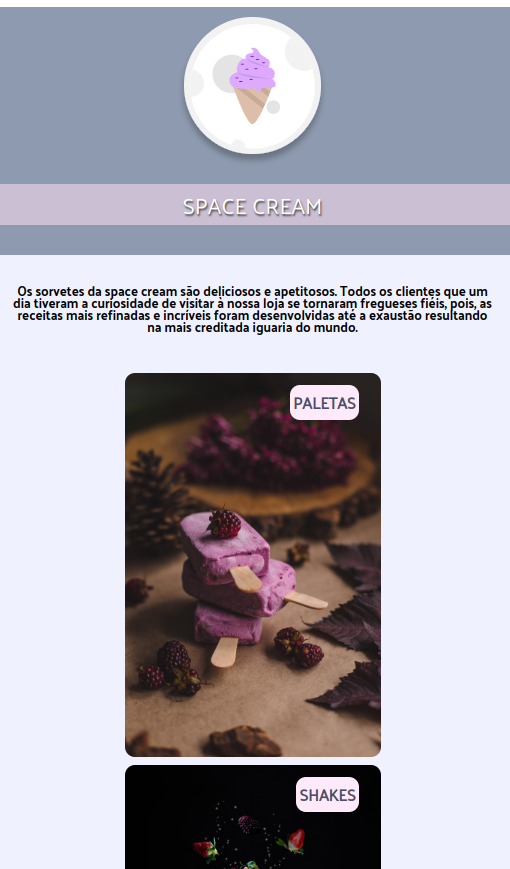 SPACE CREAM
Os sorvetes da space cream são deliciosos e apetitosos. Todos os clientes que um
dia tiveram a curiosidade de visitar à nossa loja se tornaram fregueses fiéis, pois, as
receitas mais refinadas e incríveis foram desenvolvidas até a exaustão resultando
na mais creditada iguaria do mundo.
PALETAS
SHAKES